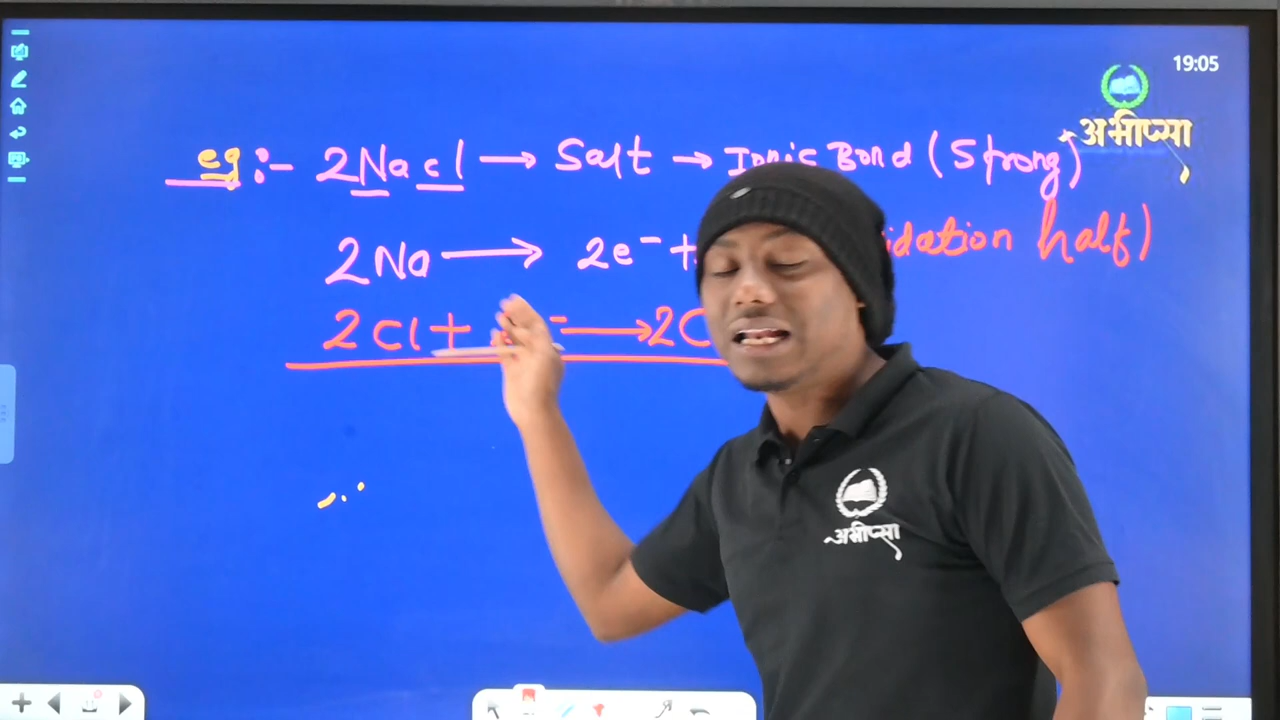 19:05
अभीप्सा
eg :- 2Nacl → Salt → Ionic Bond (Strong)
2Na → 2e⁻ + idation half)
2Cl + ⁻ → 2C
अभीप्सा